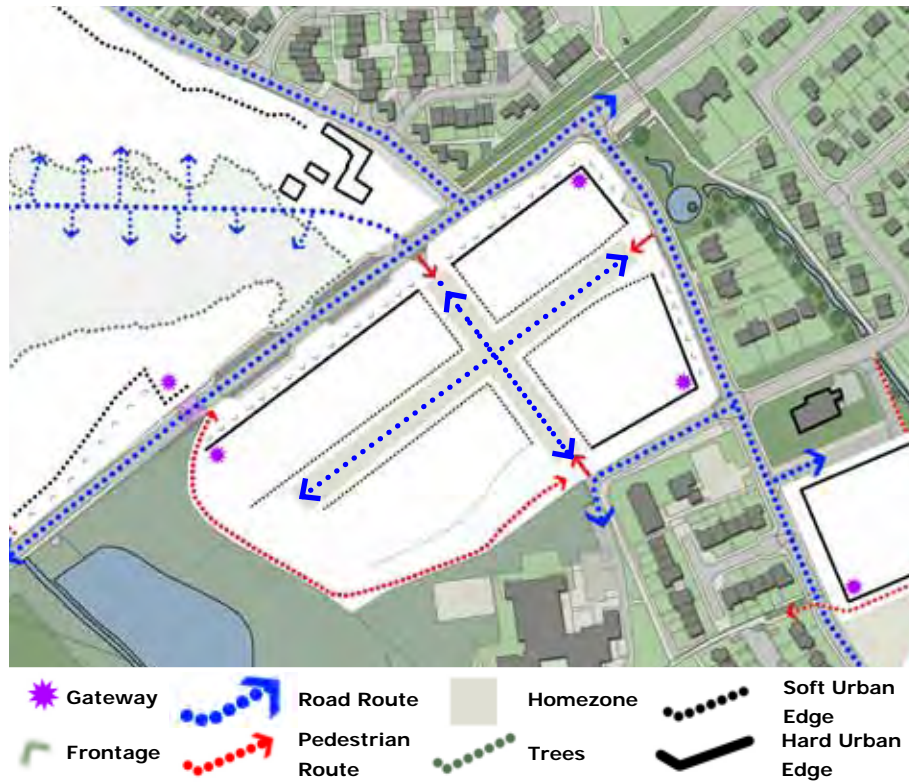 Gateway
Road Route
Homezone
Soft Urban
Edge
Frontage
Pedestrian
Route
Trees
Hard Urban
Edge